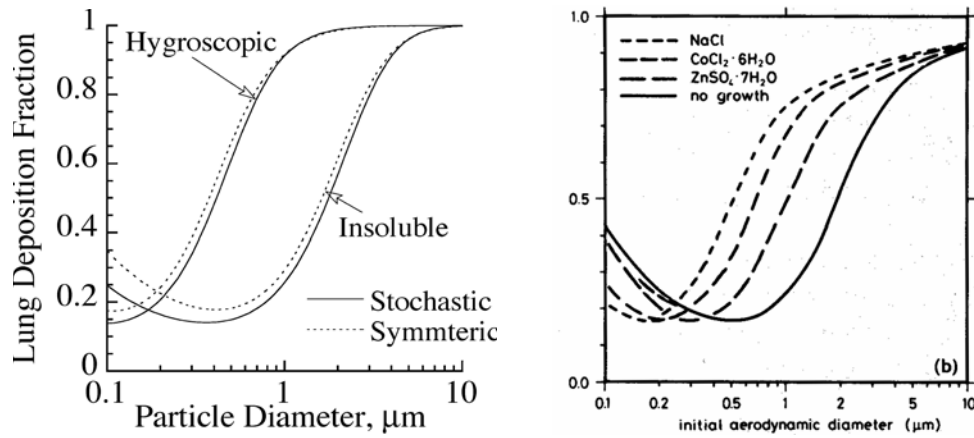 Lung Deposition Fraction
1
0.8
0.6
0.4
0.2
0
Hygroscopic
Insoluble
Stochastic
Symmteric
0.1
1
10
Particle Diameter, μm
1.0
0.5
0.0
NaCl
CoCl₂·6H₂O
ZnSO₄·7H₂O
no growth
(b)
0.1
0.2
0.5
1
2
5
10
initial aerodynamic diameter (μm)